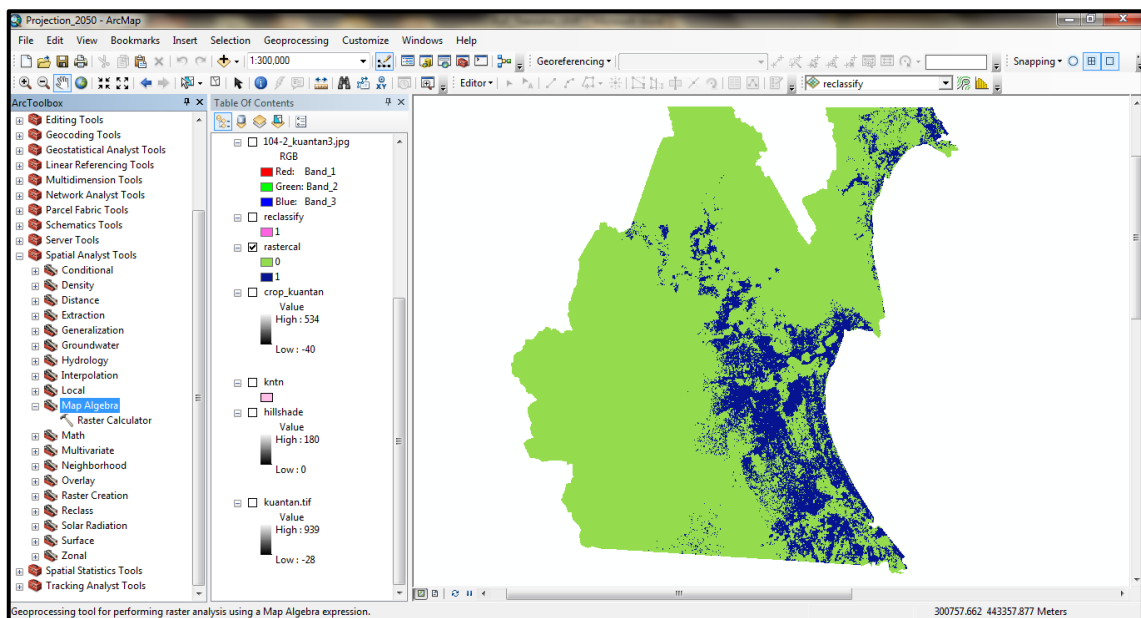 Projection_2050 - ArcMap
File Edit View Bookmarks Insert Selection Geoprocessing Customize Windows Help
1:300,000 Georeferencing Snapping
Editor reclassify
ArcToolbox
Editing Tools
Geocoding Tools
Geostatistical Analyst Tools
Linear Referencing Tools
Multidimension Tools
Network Analyst Tools
Parcel Fabric Tools
Schematics Tools
Server Tools
Spatial Analyst Tools
Conditional
Density
Distance
Extraction
Generalization
Groundwater
Hydrology
Interpolation
Local
Map Algebra
Raster Calculator
Math
Multivariate
Neighborhood
Overlay
Raster Creation
Reclass
Solar Radiation
Surface
Zonal
Spatial Statistics Tools
Tracking Analyst Tools
Table Of Contents
104-2_kuantan3.jpg
RGB
Red: Band_1
Green: Band_2
Blue: Band_3
reclassify
1
rastercal
0
1
crop_kuantan
Value
High : 534
Low : -40
kntn
hillshade
Value
High : 180
Low : 0
kuantan.tif
Value
High : 939
Low : -28
Geoprocessing tool for performing raster analysis using a Map Algebra expression.
300757.662 443357.877 Meters